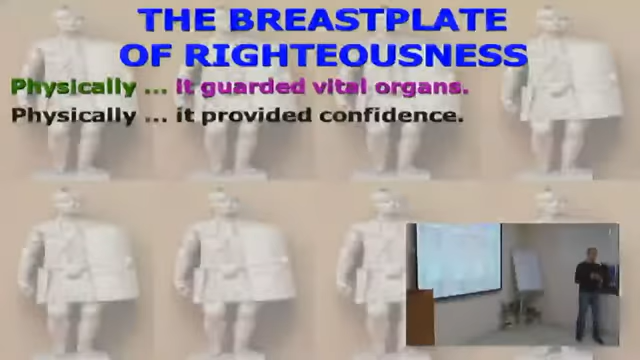 THE BREASTPLATE
OF RIGHTEOUSNESS
Physically ... it guarded vital organs.
Physically ... it provided confidence.